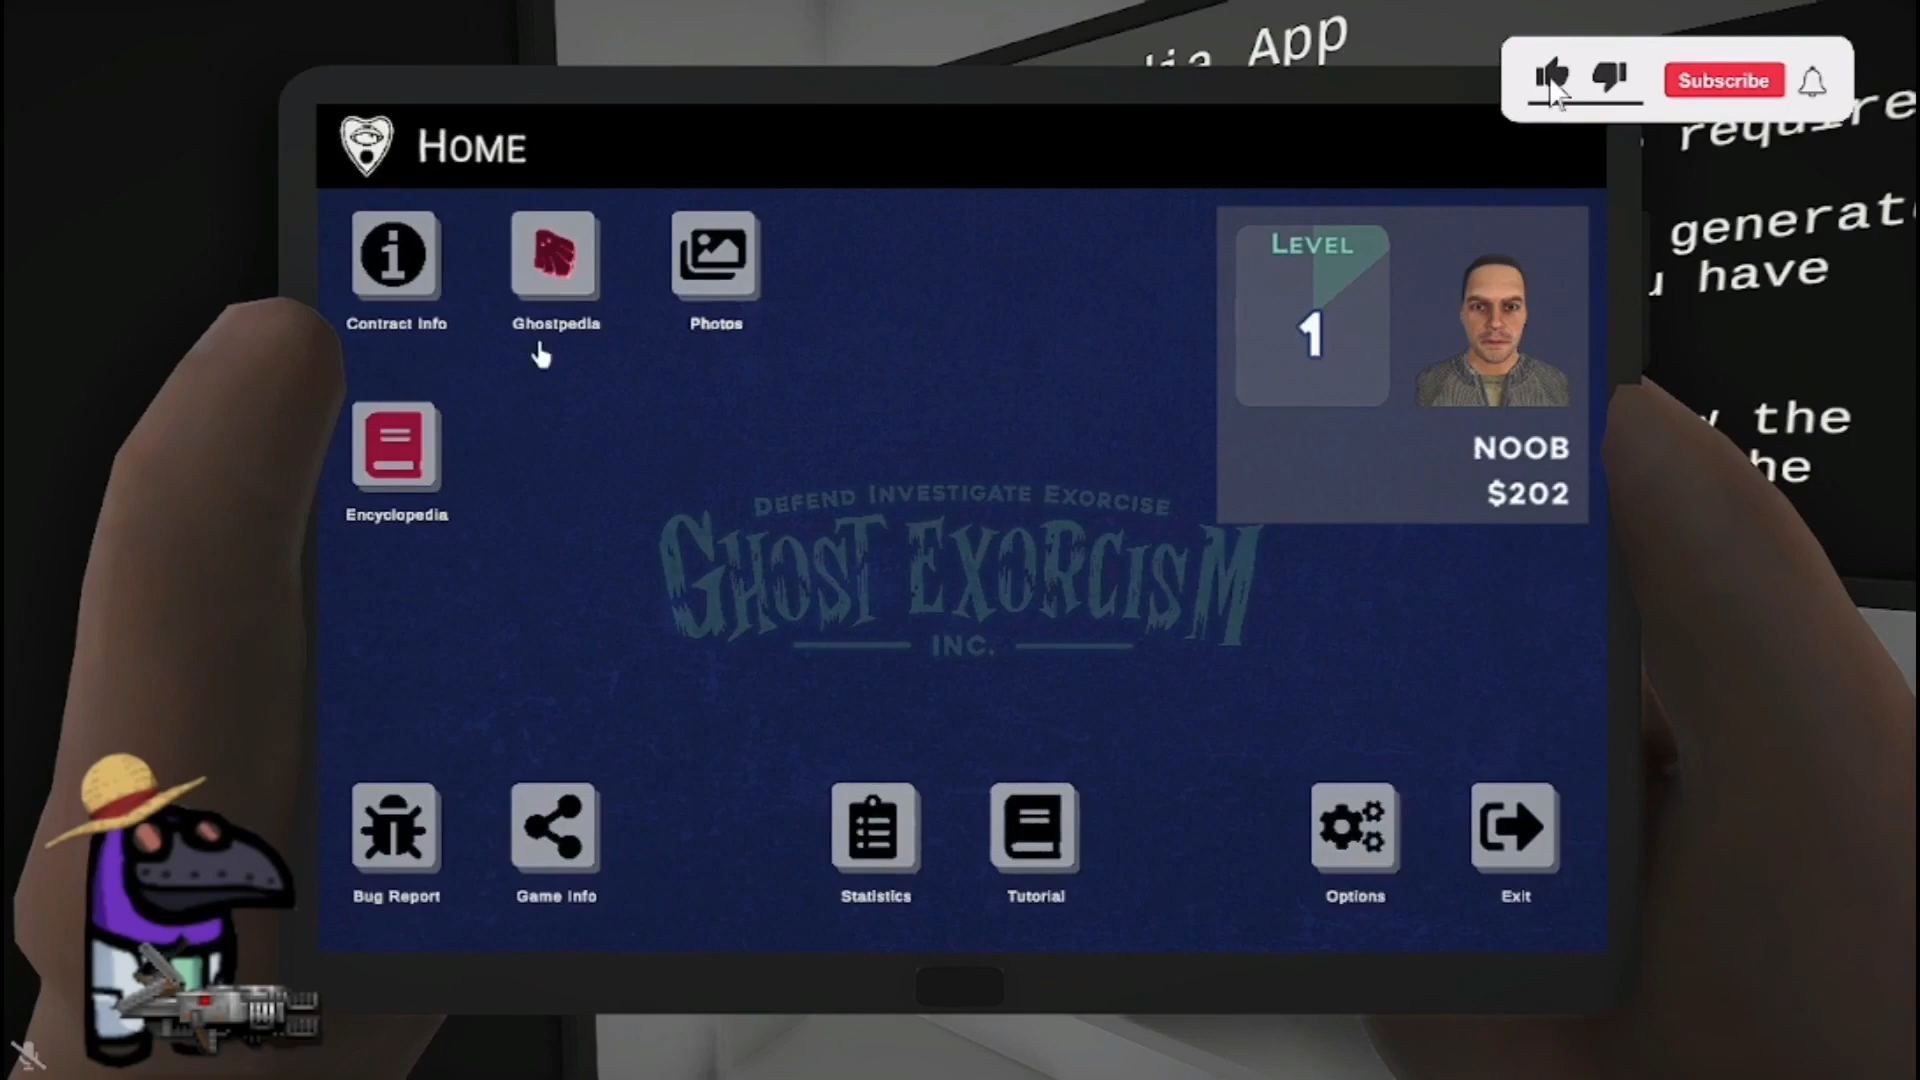 App
Subscribe
HOME
require
LEVEL
generat
1
have
Contract Info
Ghostpedia
Photos
the
NOOB
$202
DEFEND INVESTIGATE EXORCISE
GHOST EXORCISM
INC.
Encyclopedia
Bug Report
Game Info
Statistics
Tutorial
Options
Exit